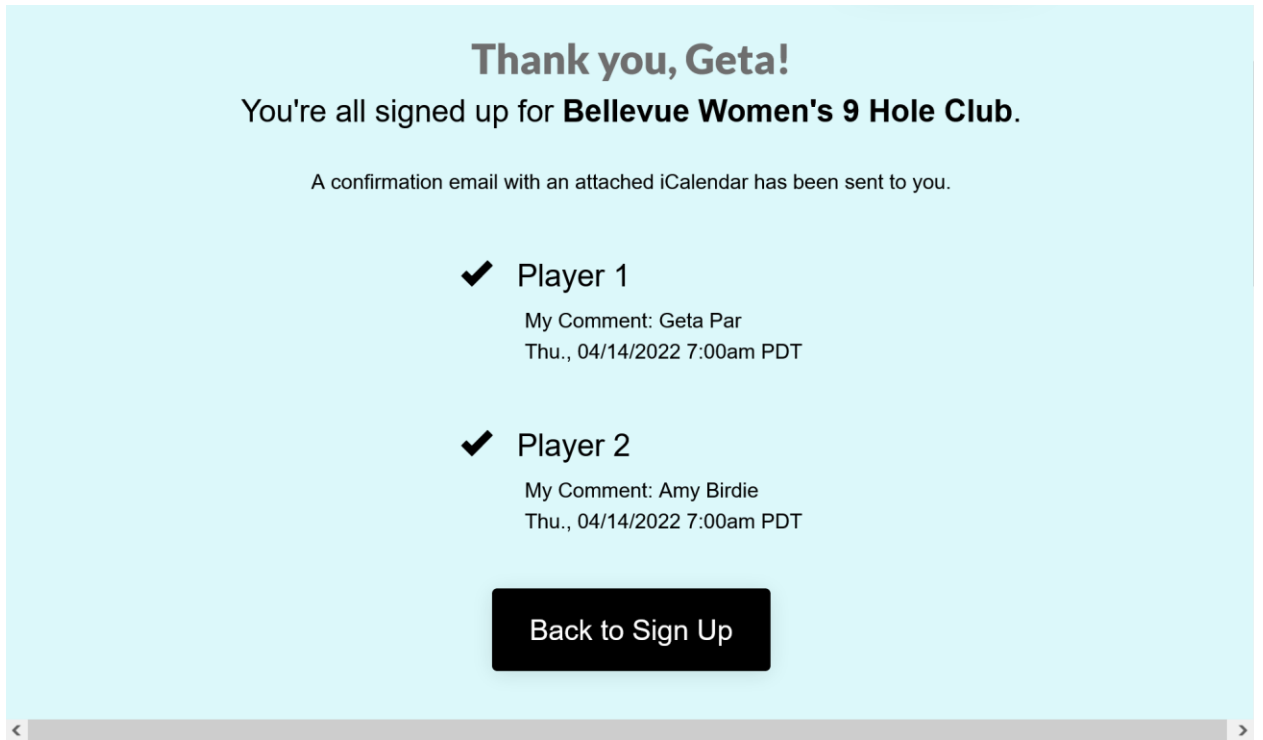 Thank you, Geta!
You're all signed up for Bellevue Women's 9 Hole Club.
A confirmation email with an attached iCalendar has been sent to you.
Player 1
My Comment: Geta Par
Thu., 04/14/2022 7:00am PDT
Player 2
My Comment: Amy Birdie
Thu., 04/14/2022 7:00am PDT
Back to Sign Up